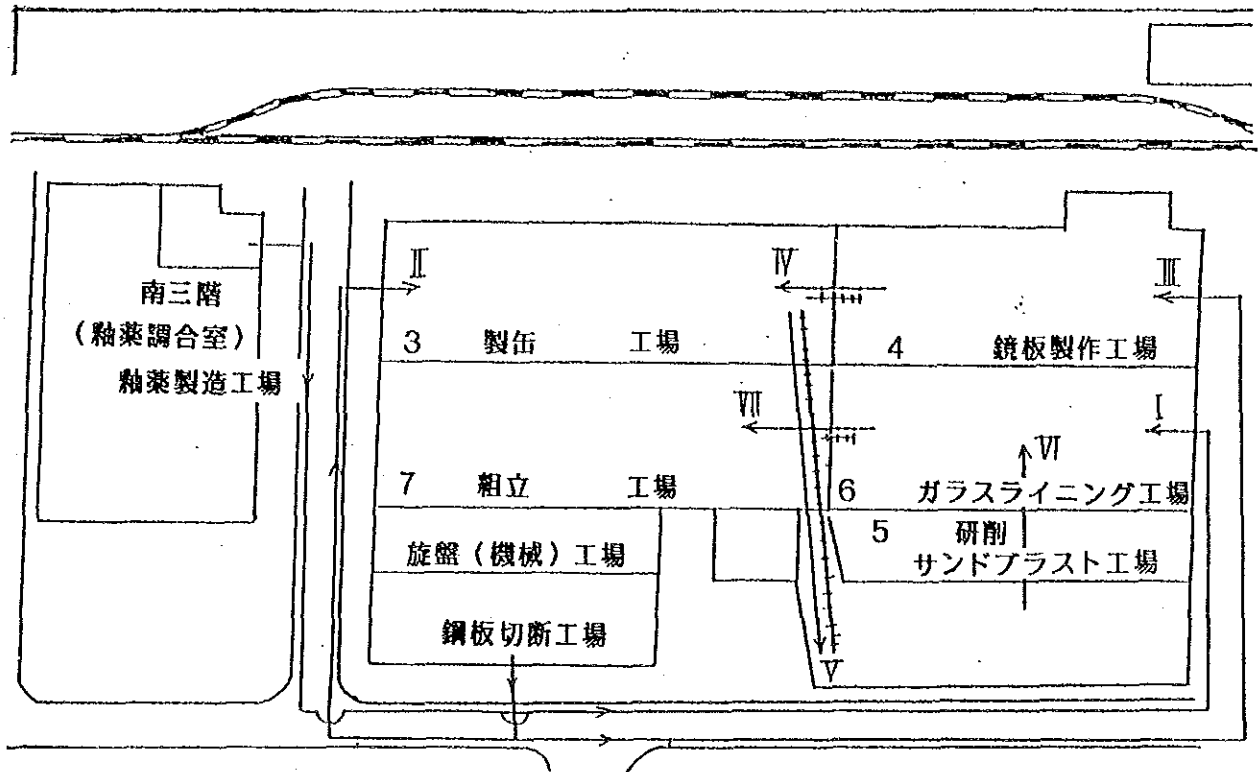 南三階
(釉薬調合室)
釉薬製造工場
II
IV
III
3 製缶 工場
4 鏡板製作工場
VII
I
VI
7 組立 工場
6 ガラスライニング工場
5 研削
サンドブラスト工場
旋盤(機械)工場
鋼板切断工場
V